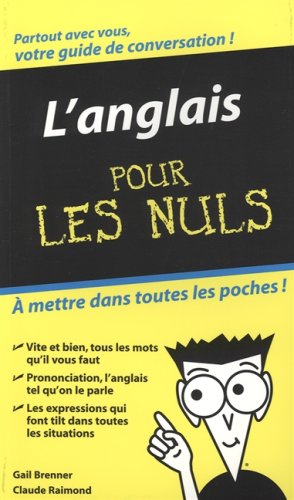 Partout avec vous,
votre guide de conversation !
L'anglais
POUR
LES NULS
À mettre dans toutes les poches !
Vite et bien, tous les mots
qu'il vous faut
Prononciation, l'anglais
tel qu'on le parle
Les expressions qui
font tilt dans toutes
les situations
Gail Brenner
Claude Raimond